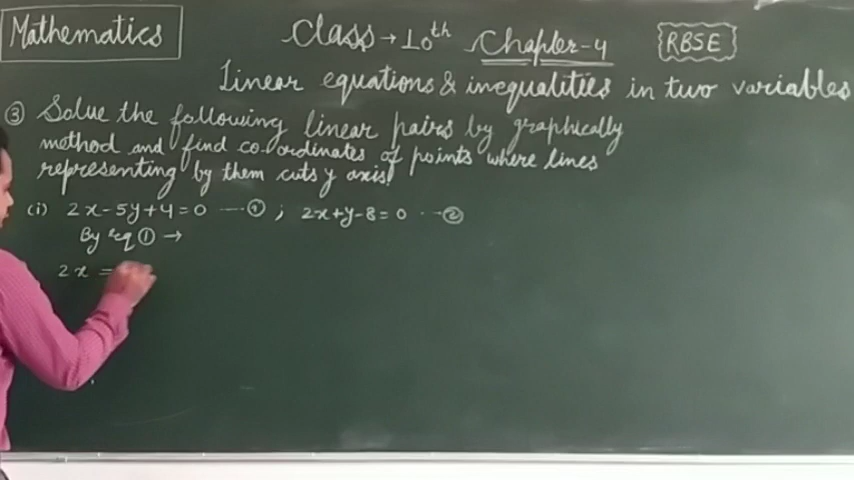 Mathematics
Class → 10th Chapter-4
RBSE
Linear equations & inequalities in two variables
③ Solve the following linear pairs by graphically
method and find co-ordinates of points where lines
representing by them cuts y axis.
(i) 2x-5y+4=0 ---① ; 2x+y-8=0 ---②
By eq ① →
2x =